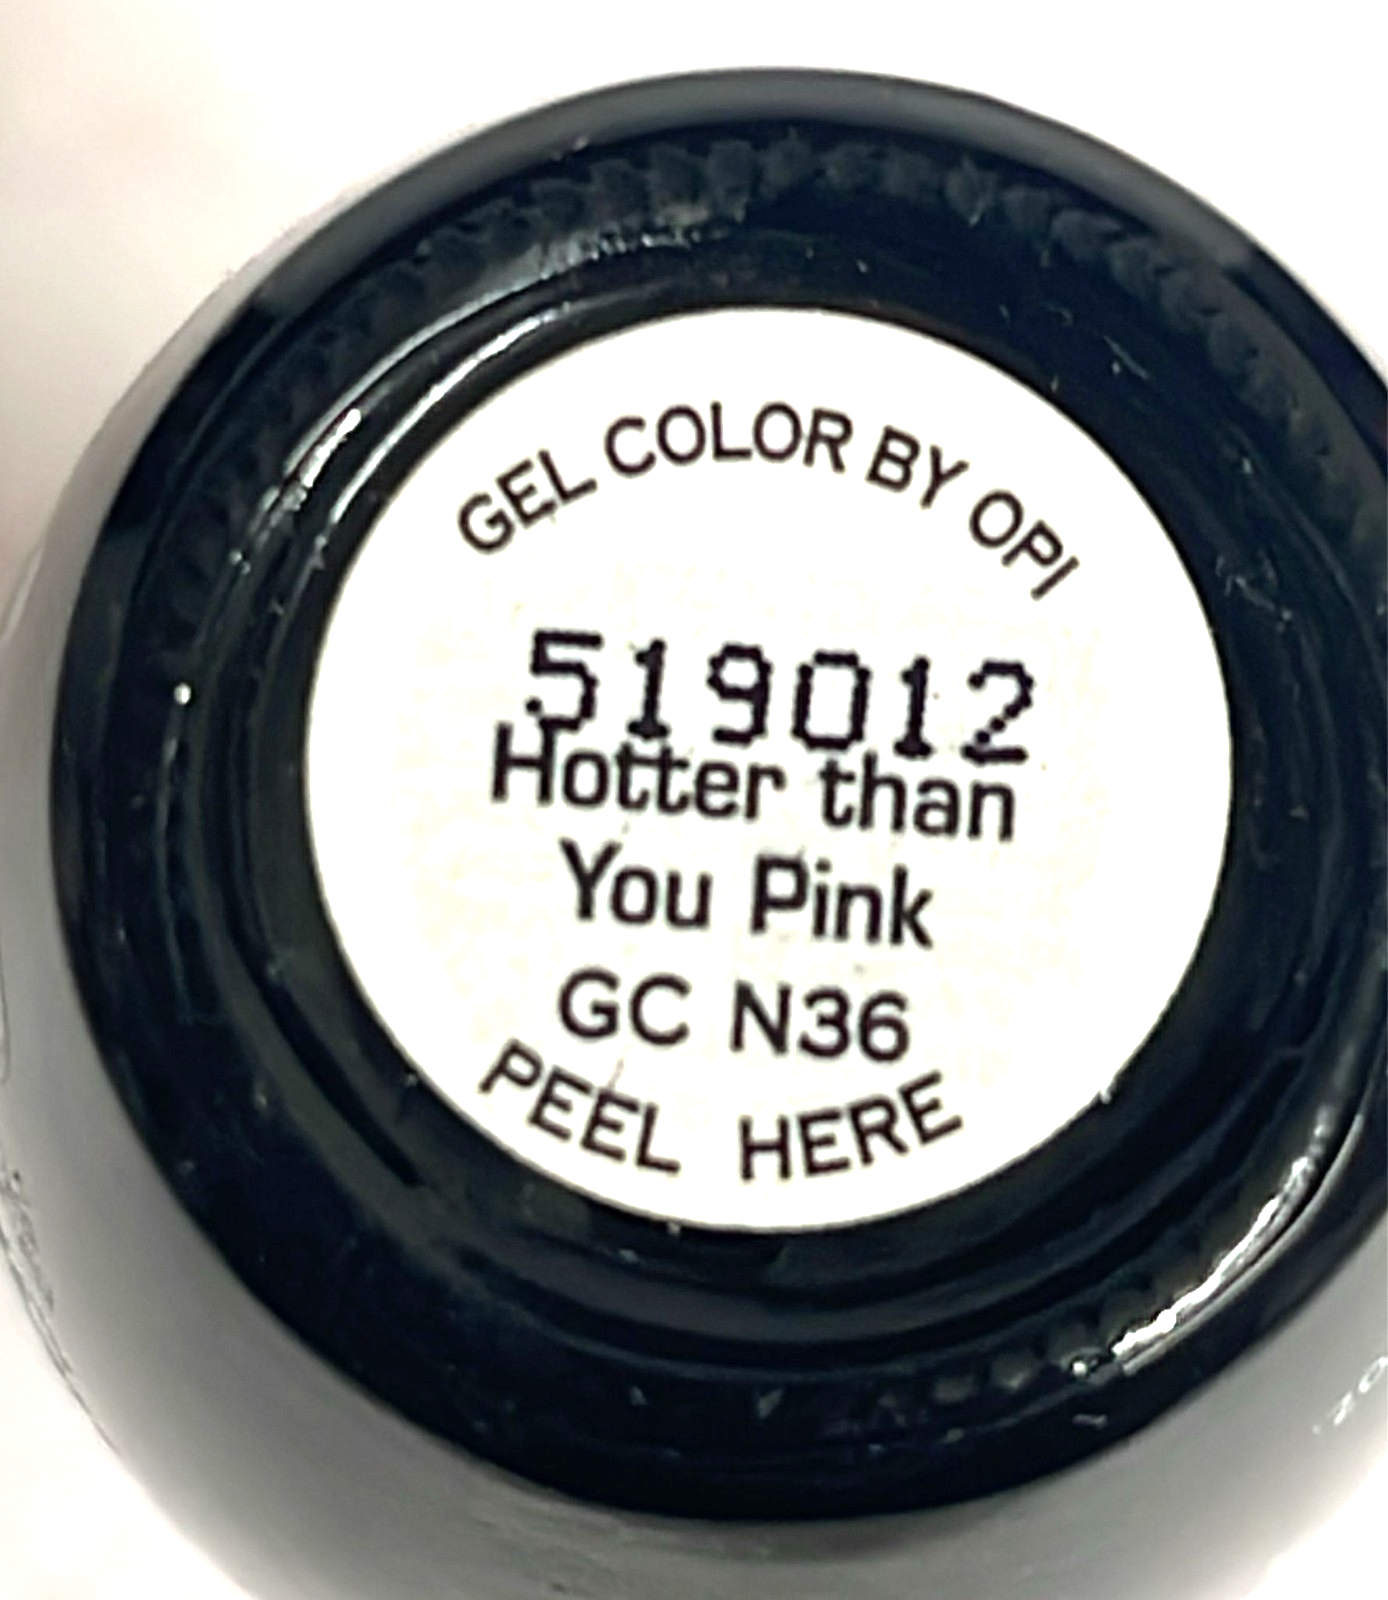 GEL COLOR BY OPI
519012
Hotter than
You Pink
GC N36
PEEL HERE